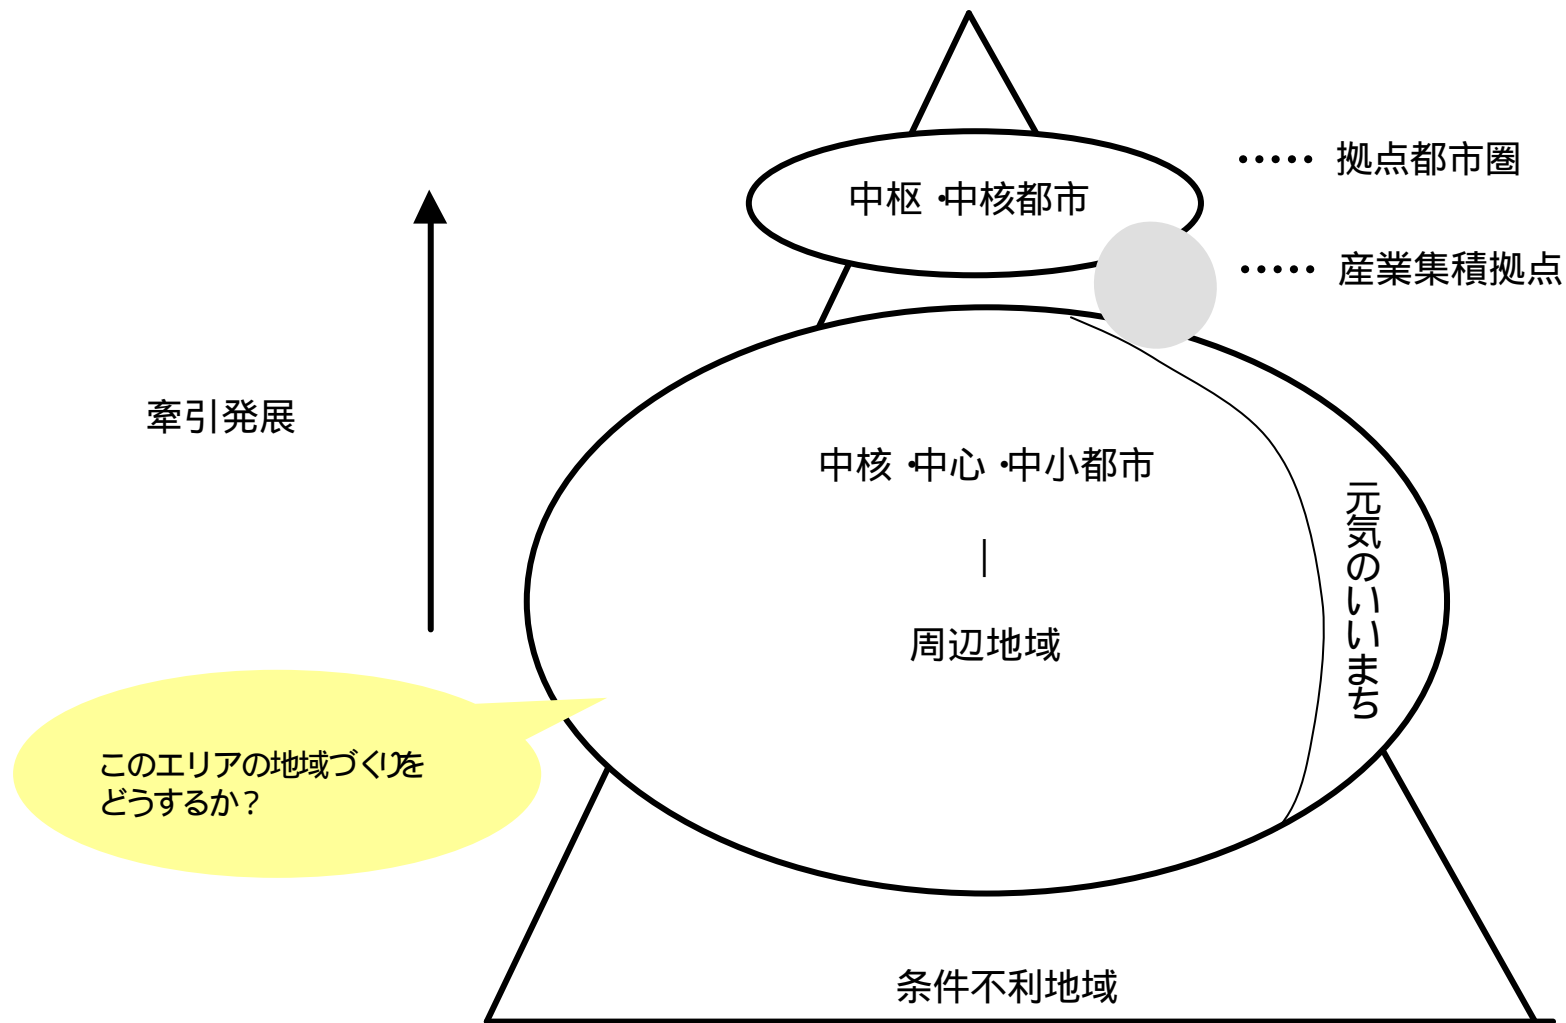 中枢・中核都市
・・・・・ 拠点都市圏
・・・・・ 産業集積拠点
牽引発展
中核・中心・中小都市
|
周辺地域
元気のいいまち
このエリアの地域づくりを
どうするか？
条件不利地域